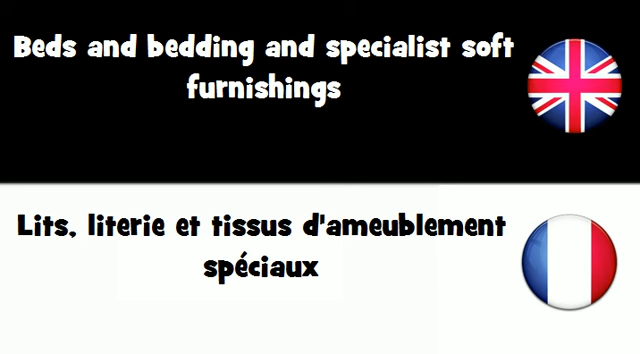 Beds and bedding and specialist soft
furnishings
Lits, literie et tissus d'ameublement
spéciaux